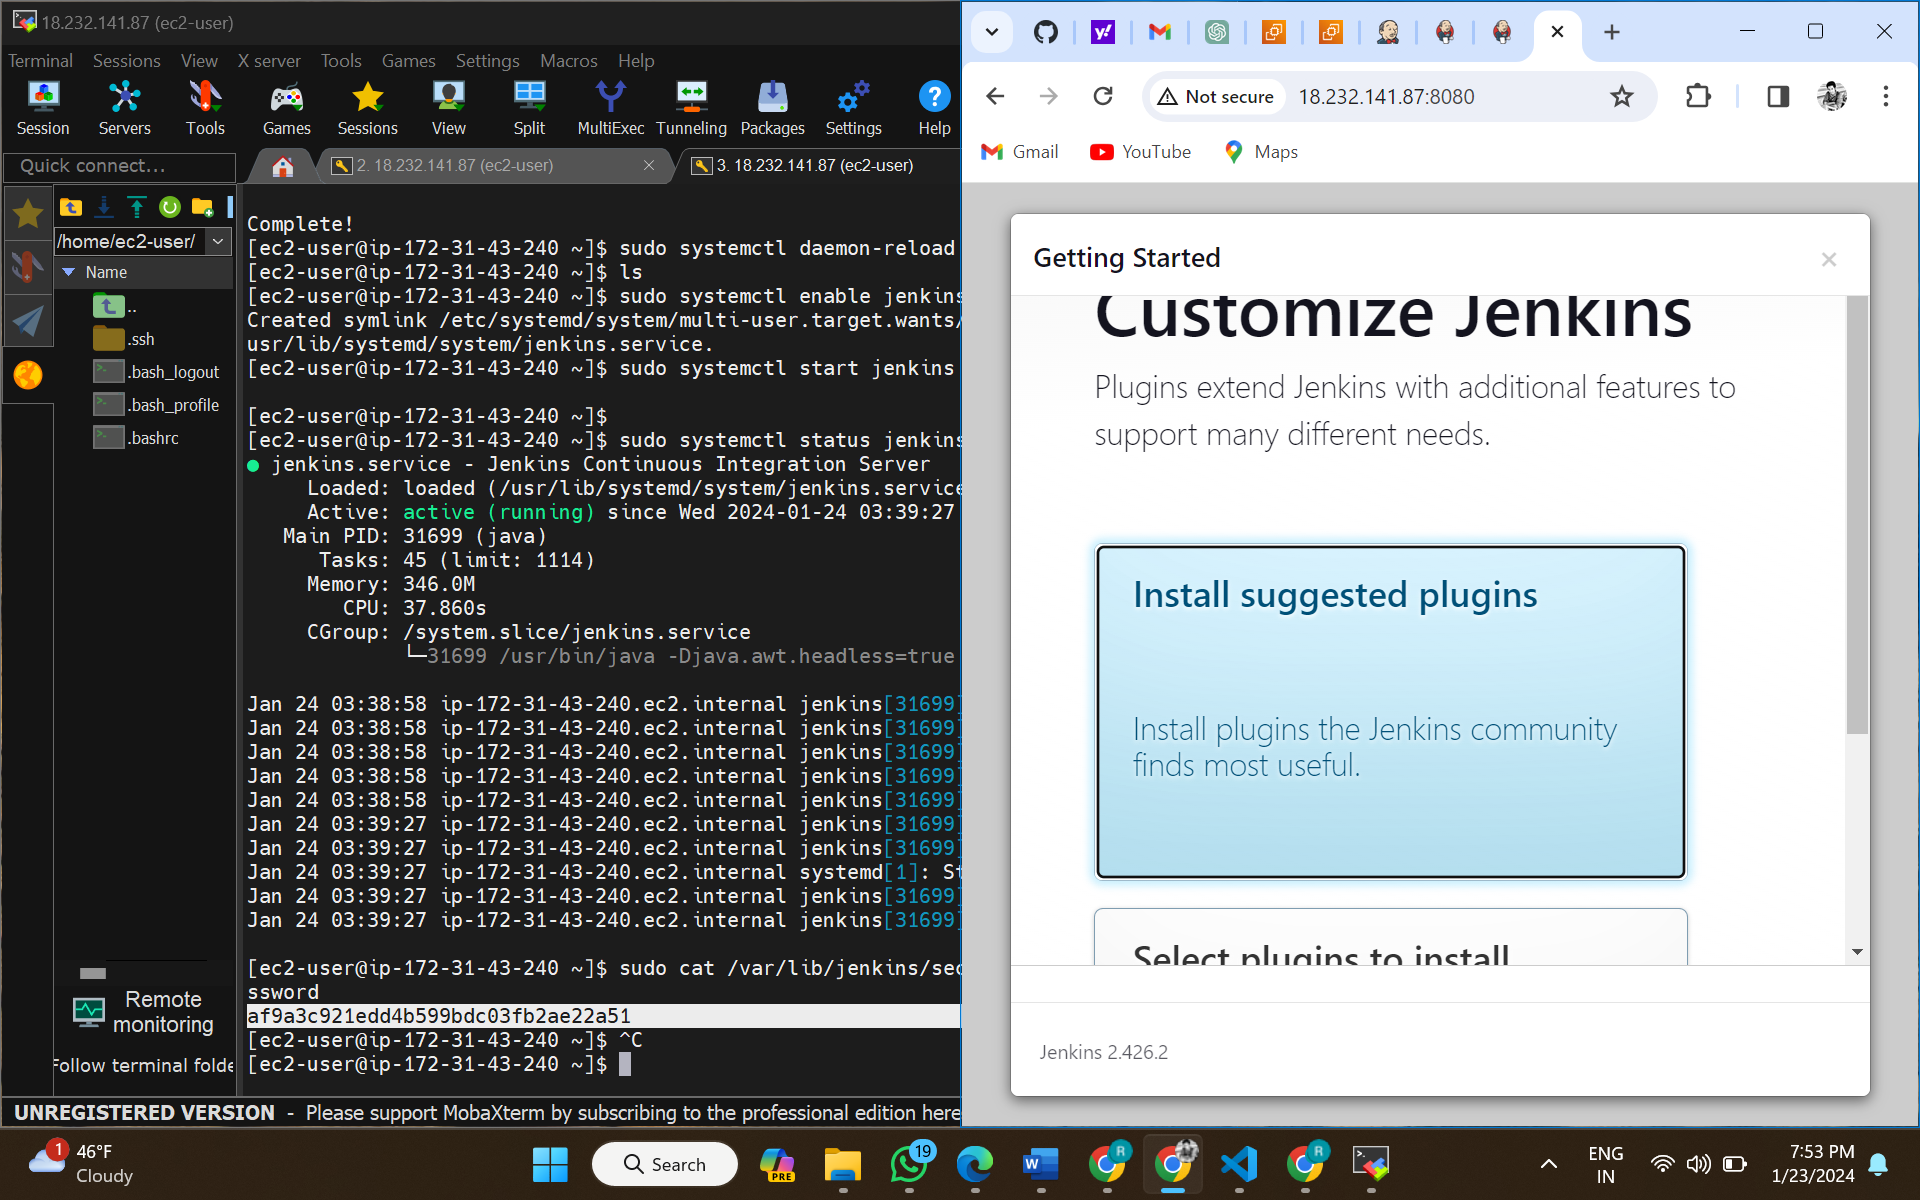 18.232.141.87 (ec2-user)
Terminal Sessions View X server Tools Games Settings Macros Help
Session Servers Tools Games Sessions View Split MultiExec Tunneling Packages Settings Help
Quick connect...
2. 18.232.141.87 (ec2-user)
3. 18.232.141.87 (ec2-user)
/home/ec2-user/
Name
..
.ssh
.bash_logout
.bash_profile
.bashrc
Remote
monitoring
Follow terminal folde
Complete!
[ec2-user@ip-172-31-43-240 ~]$ sudo systemctl daemon-reload
[ec2-user@ip-172-31-43-240 ~]$ ls
[ec2-user@ip-172-31-43-240 ~]$ sudo systemctl enable jenkins
Created symlink /etc/systemd/system/multi-user.target.wants/
usr/lib/systemd/system/jenkins.service.
[ec2-user@ip-172-31-43-240 ~]$ sudo systemctl start jenkins
[ec2-user@ip-172-31-43-240 ~]$
[ec2-user@ip-172-31-43-240 ~]$ sudo systemctl status jenkins
● jenkins.service - Jenkins Continuous Integration Server
Loaded: loaded (/usr/lib/systemd/system/jenkins.service
Active: active (running) since Wed 2024-01-24 03:39:27
Main PID: 31699 (java)
Tasks: 45 (limit: 1114)
Memory: 346.0M
CPU: 37.860s
CGroup: /system.slice/jenkins.service
└─31699 /usr/bin/java -Djava.awt.headless=true
Jan 24 03:38:58 ip-172-31-43-240.ec2.internal jenkins[31699]
Jan 24 03:38:58 ip-172-31-43-240.ec2.internal jenkins[31699]
Jan 24 03:38:58 ip-172-31-43-240.ec2.internal jenkins[31699]
Jan 24 03:38:58 ip-172-31-43-240.ec2.internal jenkins[31699]
Jan 24 03:38:58 ip-172-31-43-240.ec2.internal jenkins[31699]
Jan 24 03:39:27 ip-172-31-43-240.ec2.internal jenkins[31699]
Jan 24 03:39:27 ip-172-31-43-240.ec2.internal jenkins[31699]
Jan 24 03:39:27 ip-172-31-43-240.ec2.internal systemd[1]: St
Jan 24 03:39:27 ip-172-31-43-240.ec2.internal jenkins[31699]
Jan 24 03:39:27 ip-172-31-43-240.ec2.internal jenkins[31699]
[ec2-user@ip-172-31-43-240 ~]$ sudo cat /var/lib/jenkins/sec
ssword
af9a3c921edd4b599bdc03fb2ae22a51
[ec2-user@ip-172-31-43-240 ~]$ ^C
[ec2-user@ip-172-31-43-240 ~]$
UNREGISTERED VERSION - Please support MobaXterm by subscribing to the professional edition here
Not secure 18.232.141.87:8080
Gmail YouTube Maps
Getting Started
Customize Jenkins
Plugins extend Jenkins with additional features to
support many different needs.
Install suggested plugins
Install plugins the Jenkins community
finds most useful.
Select plugins to install
Jenkins 2.426.2
1
46°F
Cloudy
Search
PRE
19
W
R
R
ENG
IN
7:53 PM
1/23/2024